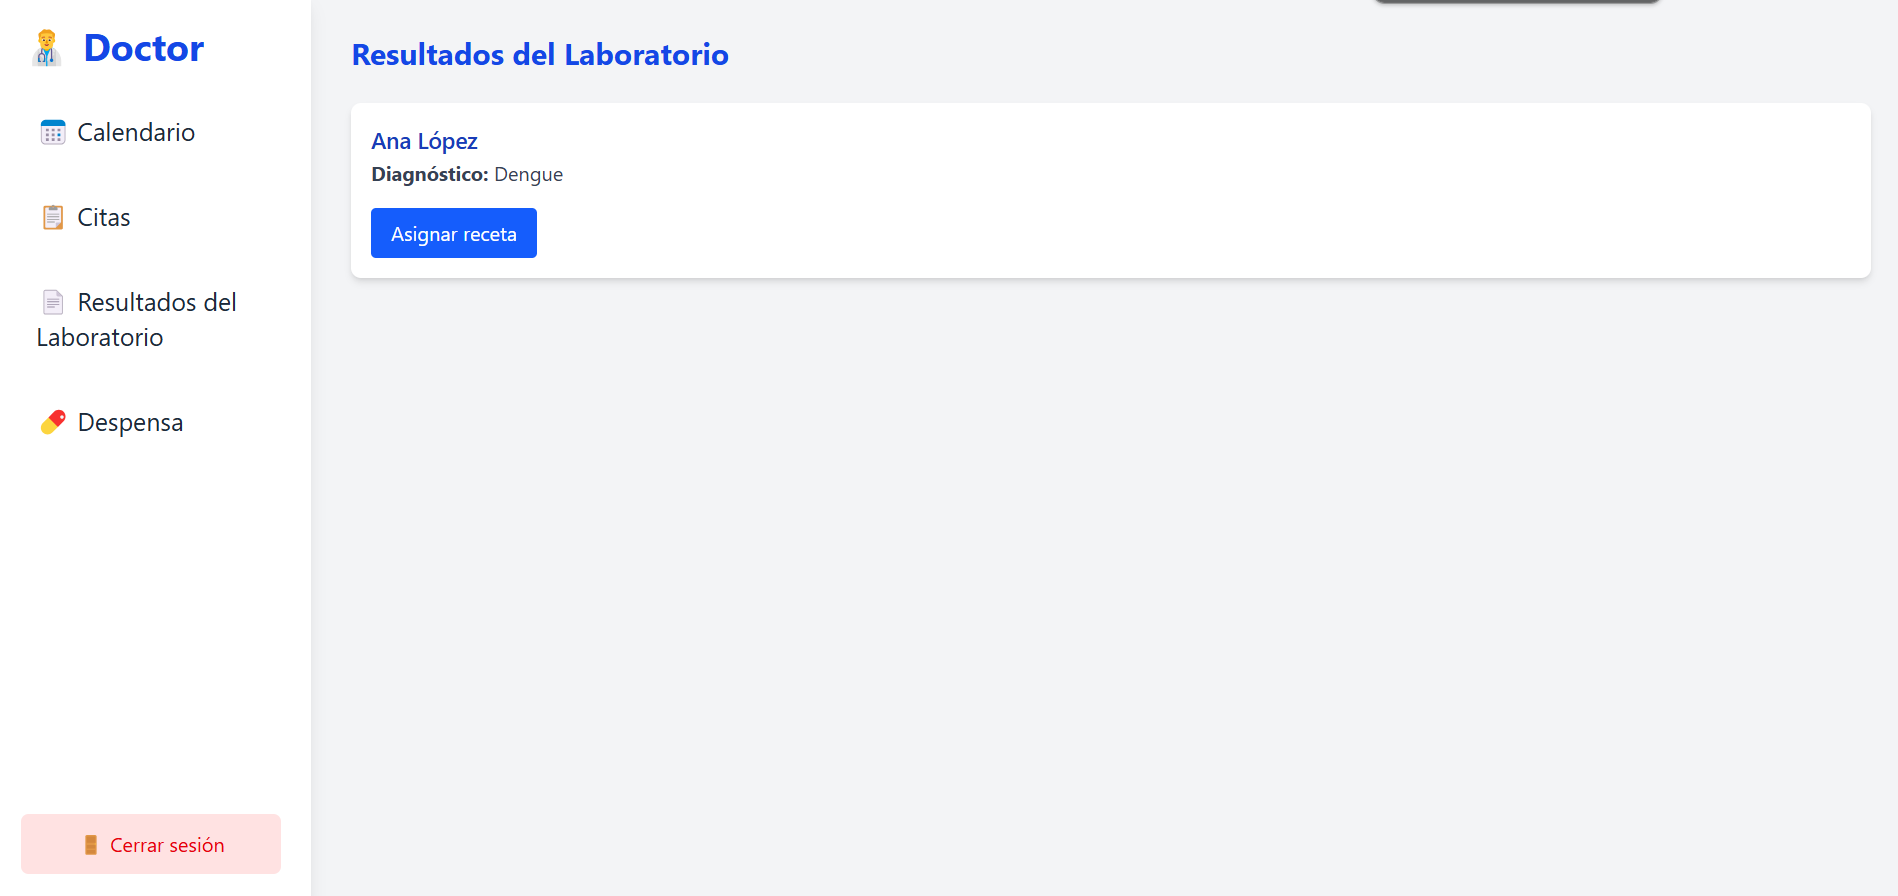 Doctor
Calendario
Citas
Resultados del
Laboratorio
Despensa
Cerrar sesión
Resultados del Laboratorio
Ana López
Diagnóstico: Dengue
Asignar receta